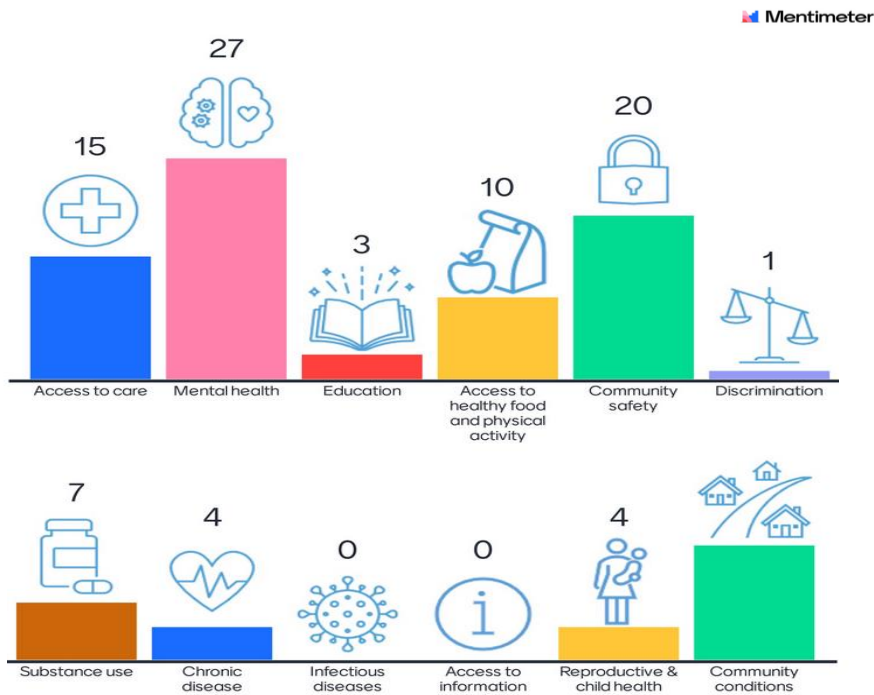 Mentimeter
27
20
15
10
3
1
Access to care
Mental health
Education
Access to
healthy food
and physical
activity
Community
safety
Discrimination
7
4
0
0
4
i
Substance use
Chronic
disease
Infectious
diseases
Access to
information
Reproductive &
child health
Community
conditions